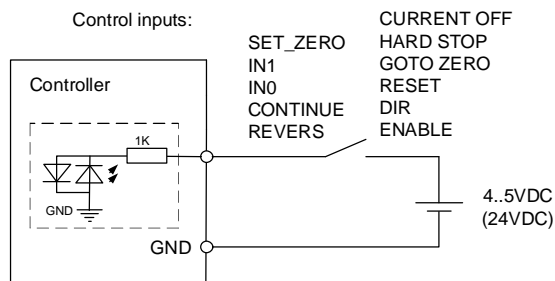 Control inputs:
CURRENT OFF
SET_ZERO
HARD STOP
IN1
GOTO ZERO
IN0
RESET
CONTINUE
DIR
REVERS
ENABLE
Controller
1K
GND
GND
4..5VDC
(24VDC)